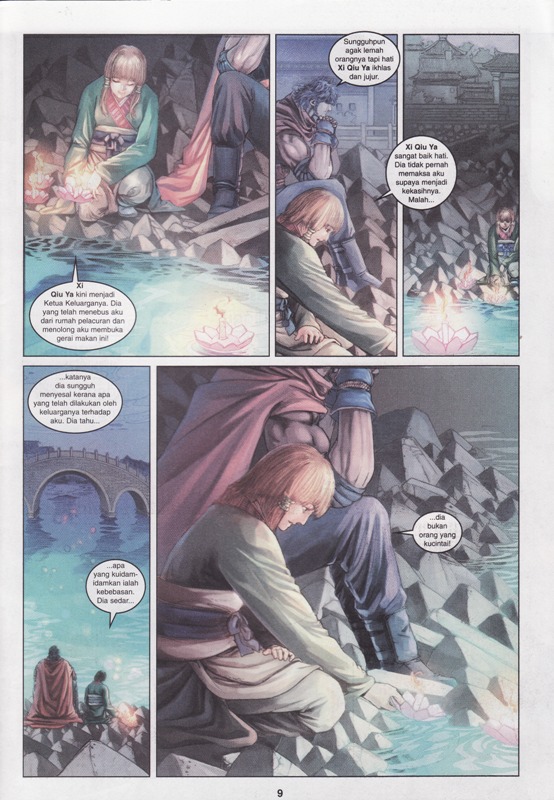 Xi
Qiu Ya kini menjadi
Ketua Keluarganya. Dia
yang telah menebus aku
dari rumah pelacuran dan
menolong aku membuka
gerai makan ini!
Sungguhpun
agak lemah
orangnya tapi hati
Xi Qiu Ya ikhlas
dan jujur.
Xi Qiu Ya
sangat baik hati.
Dia tidak pernah
memaksa aku
supaya menjadi
kekasihnya.
Malah...
...katanya
dia sungguh
menyesal kerana apa
yang telah dilakukan oleh
keluarganya terhadap
aku. Dia tahu...
...apa
yang kuidam-
idamkan ialah
kebebasan.
Dia sedar...
...dia
bukan
orang yang
kucintai!
9